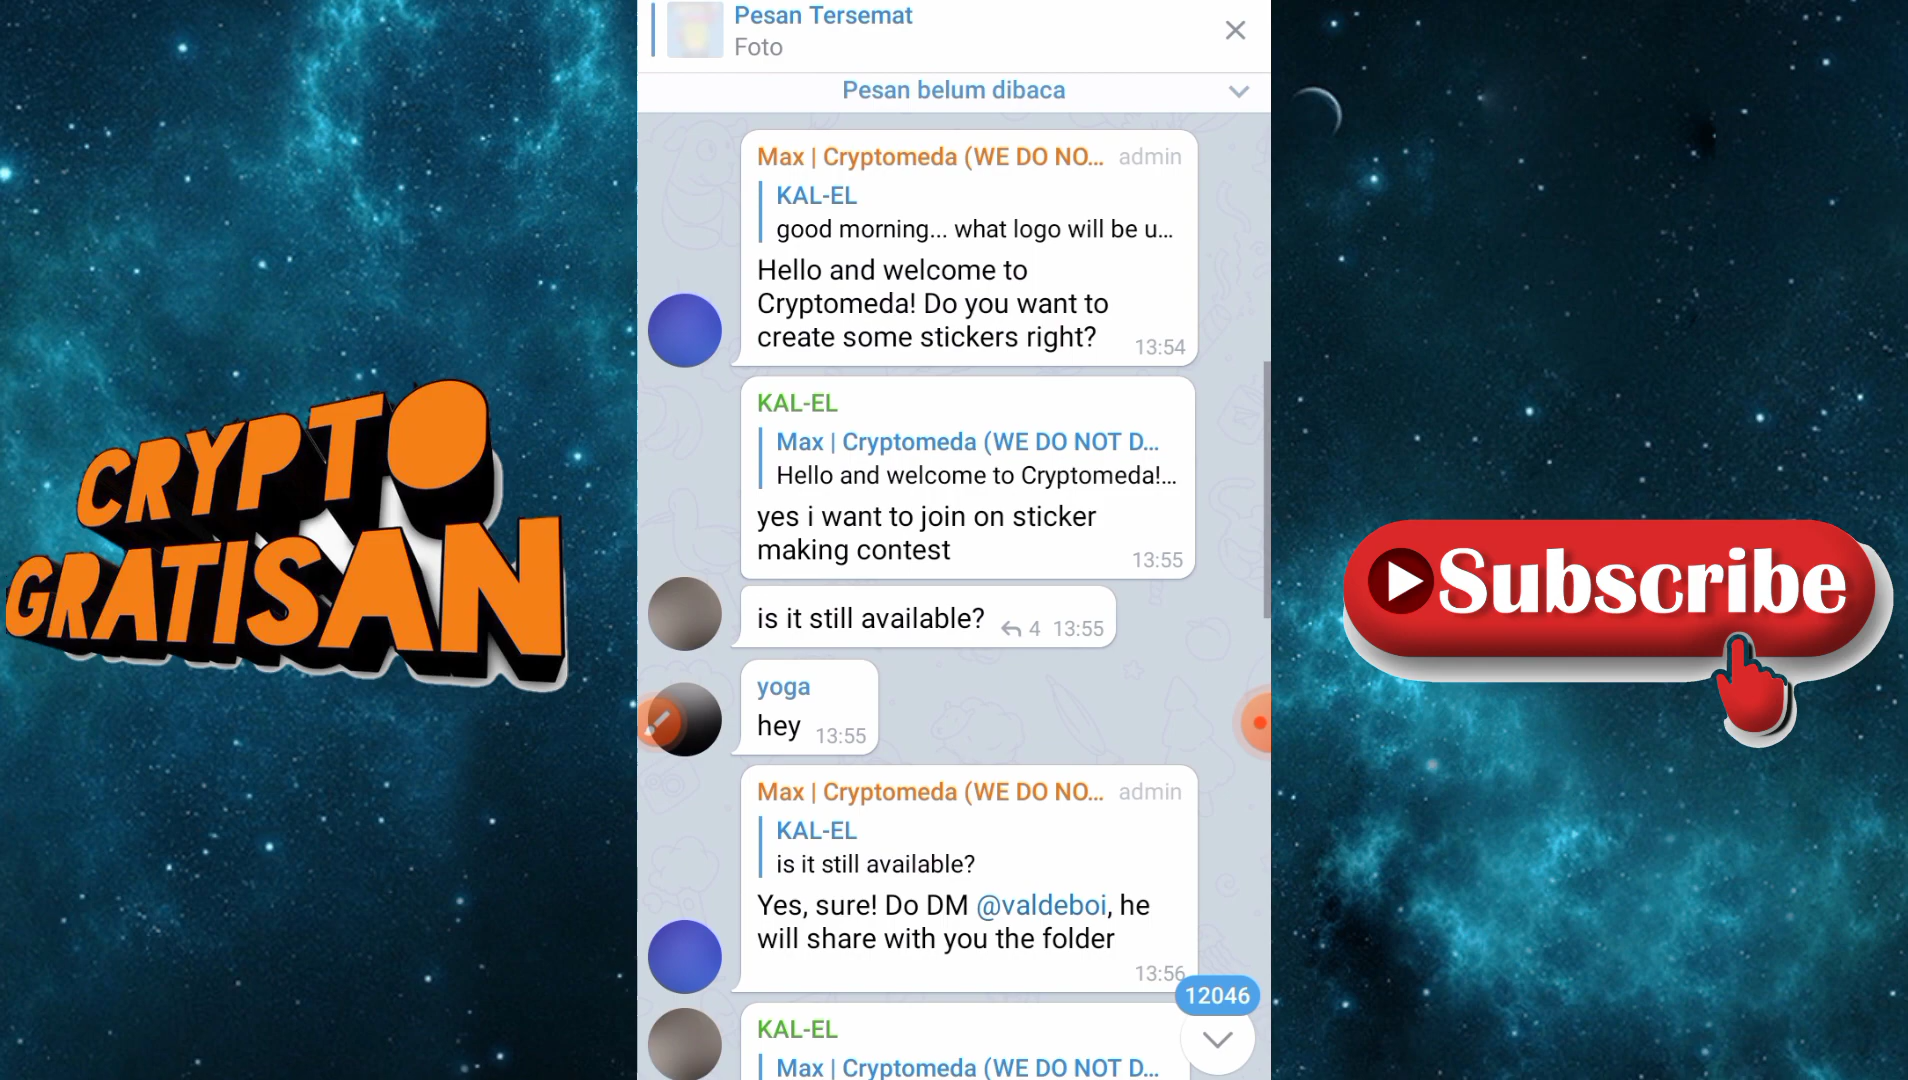 Pesan Tersemat
Foto
Pesan belum dibaca
Max | Cryptomeda (WE DO NO... admin
KAL-EL
good morning... what logo will be u...
Hello and welcome to
Cryptomeda! Do you want to
create some stickers right?
13:54
KAL-EL
Max | Cryptomeda (WE DO NOT D...
Hello and welcome to Cryptomeda!...
yes i want to join on sticker
making contest
13:55
is it still available? 4 13:55
yoga
hey 13:55
Max | Cryptomeda (WE DO NO... admin
KAL-EL
is it still available?
Yes, sure! Do DM @valdeboi, he
will share with you the folder
13:56
12046
KAL-EL
Max | Cryptomeda (WE DO NOT D...
CRYPTO
GRATISAN
Subscribe